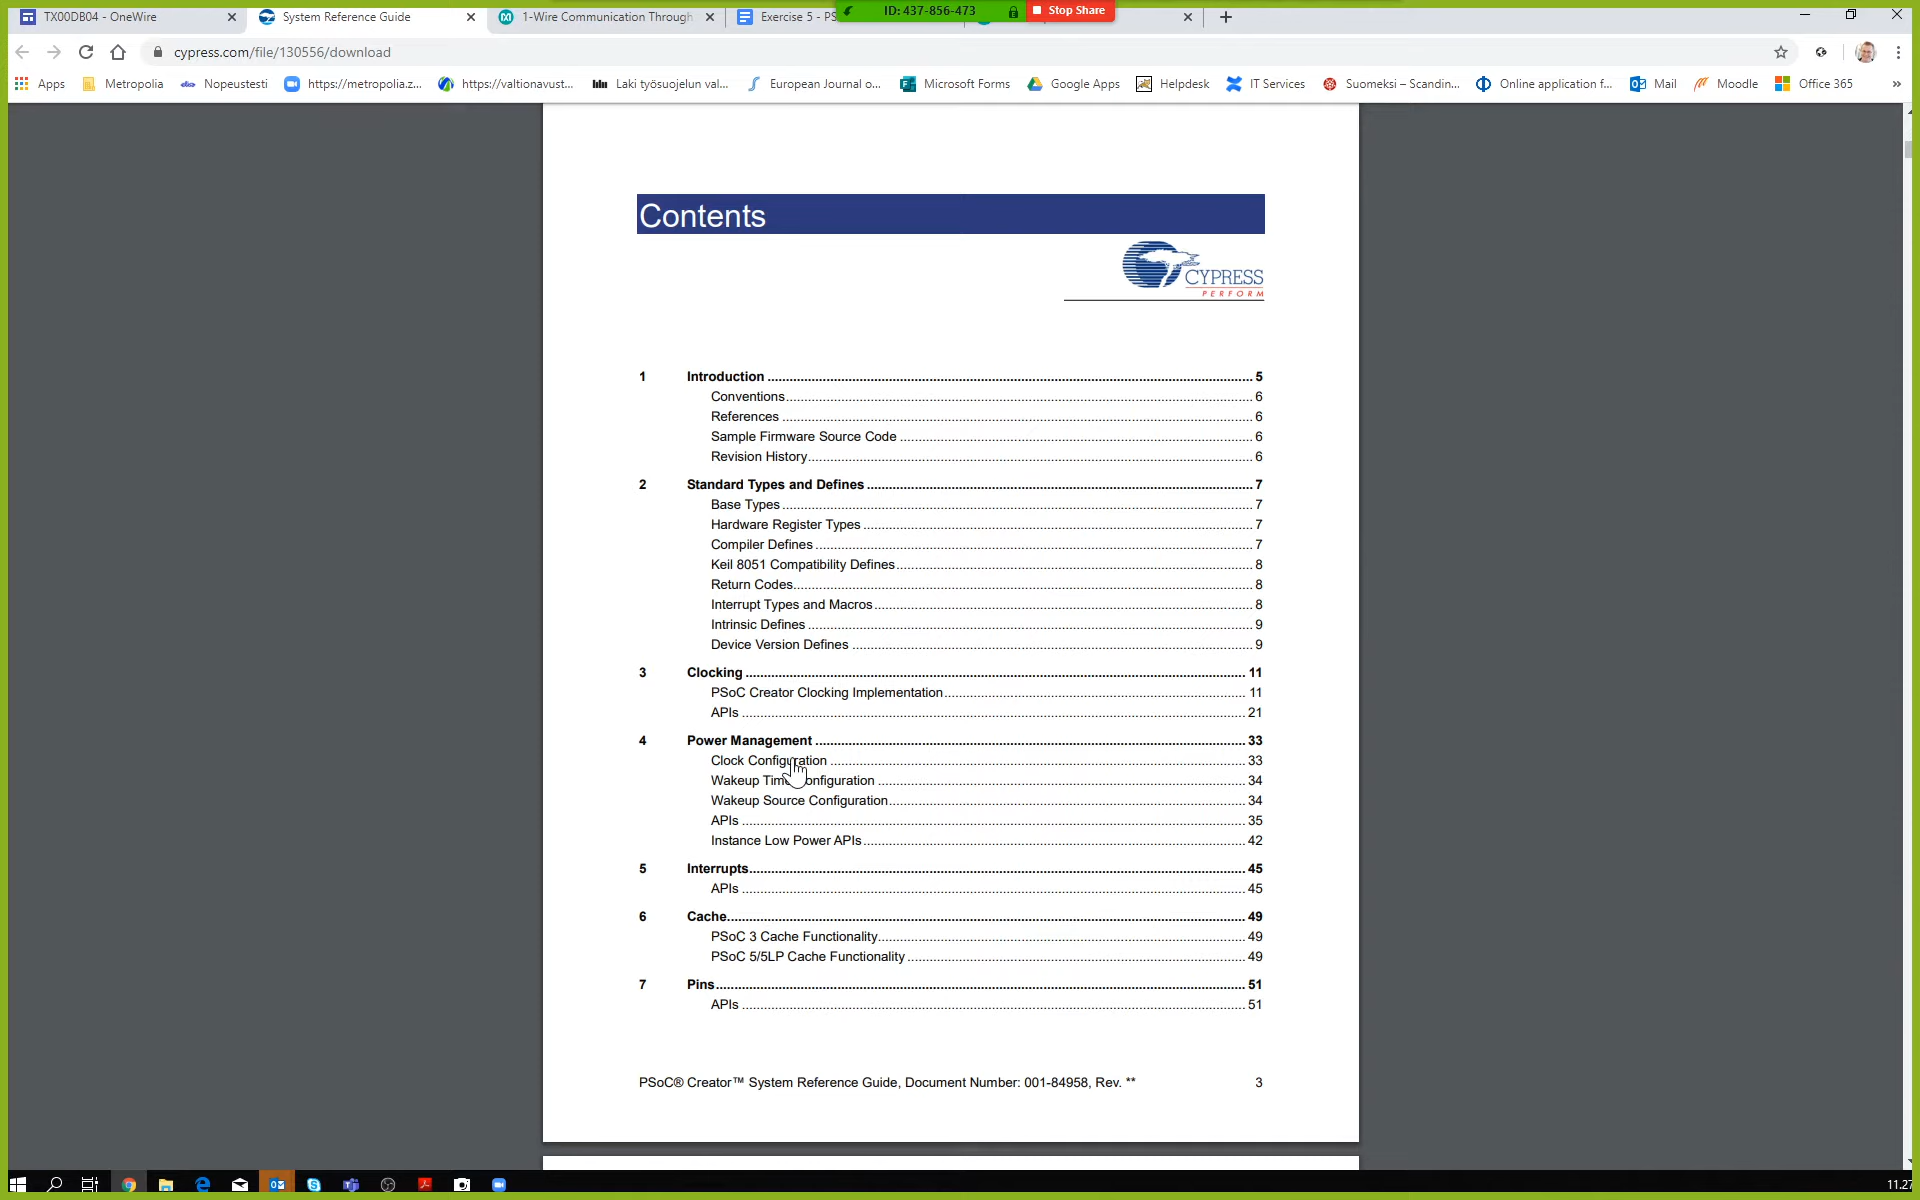 TX00DB04 - OneWire
System Reference Guide
1-Wire Communication Through
Exercise 5 - PS
ID: 437-856-473
Stop Share
cypress.com/file/130556/download
Apps
Metropolia
Nopeustesti
https://metropolia.z...
https://valtionavust...
Laki työsuojelun val...
European Journal o...
Microsoft Forms
Google Apps
Helpdesk
IT Services
Suomeksi – Scandin...
Online application f...
Mail
Moodle
Office 365
»
Contents
CYPRESS
PERFORM
1 Introduction 5
Conventions 6
References 6
Sample Firmware Source Code 6
Revision History 6
2 Standard Types and Defines 7
Base Types 7
Hardware Register Types 7
Compiler Defines 7
Keil 8051 Compatibility Defines 8
Return Codes 8
Interrupt Types and Macros 8
Intrinsic Defines 9
Device Version Defines 9
3 Clocking 11
PSoC Creator Clocking Implementation 11
APIs 21
4 Power Management 33
Clock Configuration 33
Wakeup Time Configuration 34
Wakeup Source Configuration 34
APIs 35
Instance Low Power APIs 42
5 Interrupts 45
APIs 45
6 Cache 49
PSoC 3 Cache Functionality 49
PSoC 5/5LP Cache Functionality 49
7 Pins 51
APIs 51
PSoC® Creator™ System Reference Guide, Document Number: 001-84958, Rev. ** 3
11.27